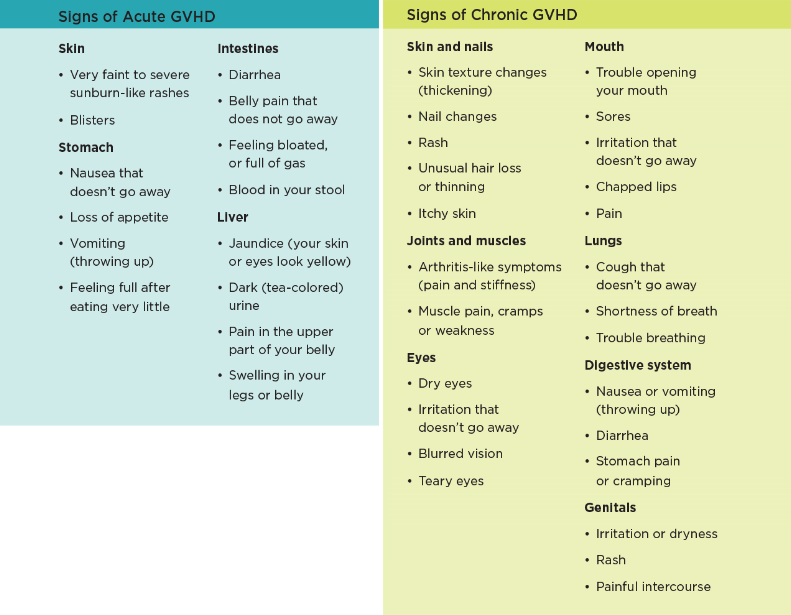 Signs of Acute GVHD
Skin
• Very faint to severe
sunburn-like rashes
• Blisters
Stomach
• Nausea that
doesn't go away
• Loss of appetite
• Vomiting
(throwing up)
• Feeling full after
eating very little
Intestines
• Diarrhea
• Belly pain that
does not go away
• Feeling bloated,
or full of gas
• Blood in your stool
Liver
• Jaundice (your skin
or eyes look yellow)
• Dark (tea-colored)
urine
• Pain in the upper
part of your belly
• Swelling in your
legs or belly
Signs of Chronic GVHD
Skin and nails
• Skin texture changes
(thickening)
• Nail changes
• Rash
• Unusual hair loss
or thinning
• Itchy skin
Joints and muscles
• Arthritis-like symptoms
(pain and stiffness)
• Muscle pain, cramps
or weakness
Eyes
• Dry eyes
• Irritation that
doesn't go away
• Blurred vision
• Teary eyes
Mouth
• Trouble opening
your mouth
• Sores
• Irritation that
doesn't go away
• Chapped lips
• Pain
Lungs
• Cough that
doesn't go away
• Shortness of breath
• Trouble breathing
Digestive system
• Nausea or vomiting
(throwing up)
• Diarrhea
• Stomach pain
or cramping
Genitals
• Irritation or dryness
• Rash
• Painful intercourse